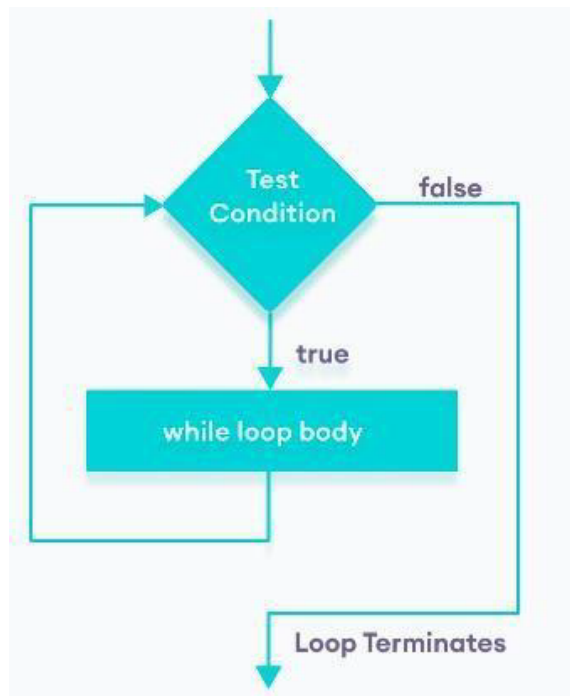 Test
Condition
false
true
while loop body
Loop Terminates